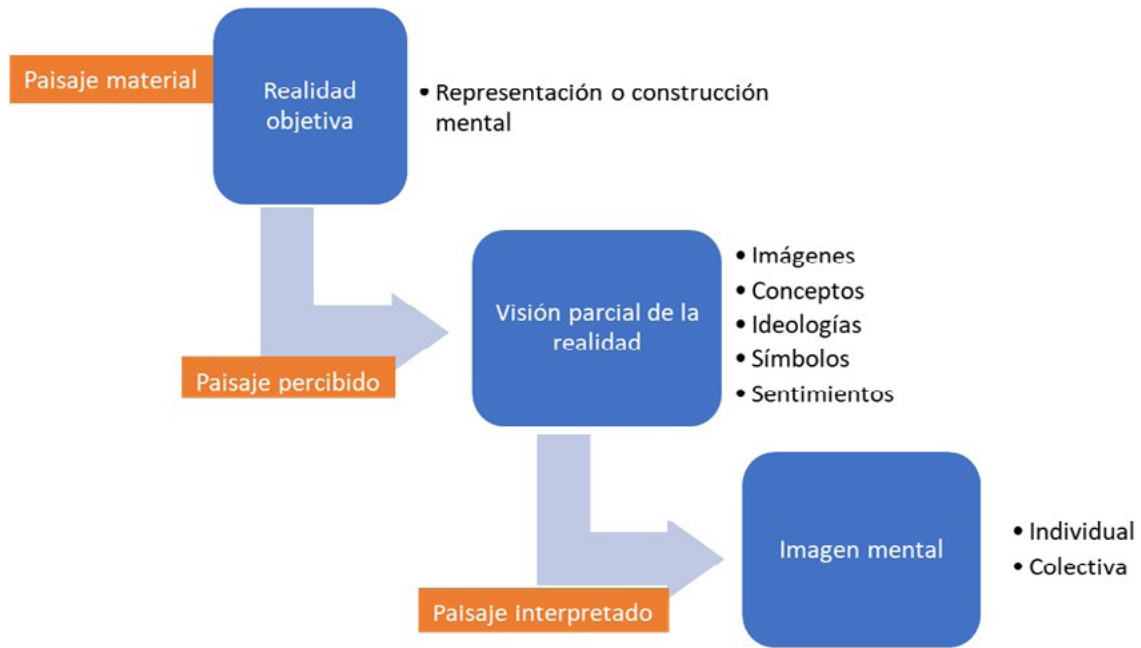 Paisaje material
Realidad
objetiva
• Representación o construcción
mental
Visión parcial de la
realidad
• Imágenes
• Conceptos
• Ideologías
• Símbolos
• Sentimientos
Paisaje percibido
Imagen mental
• Individual
• Colectiva
Paisaje interpretado